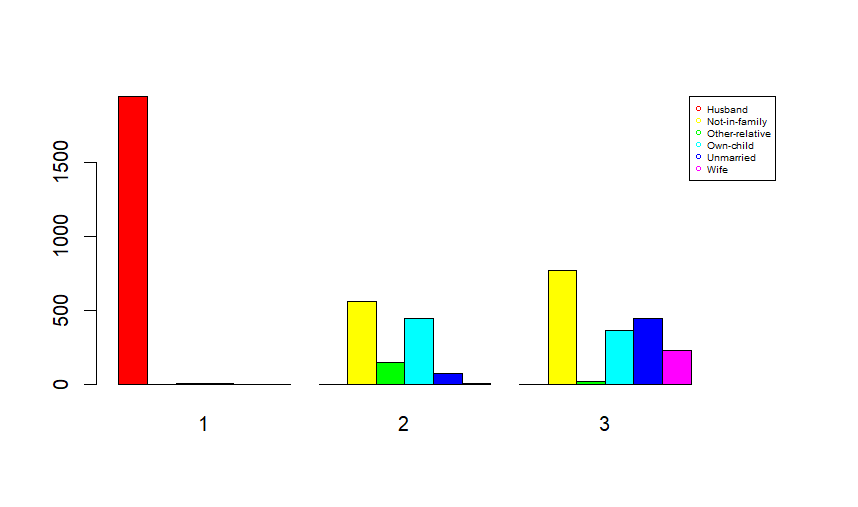 1500
1000
500
0
1
2
3
Husband
Not-in-family
Other-relative
Own-child
Unmarried
Wife